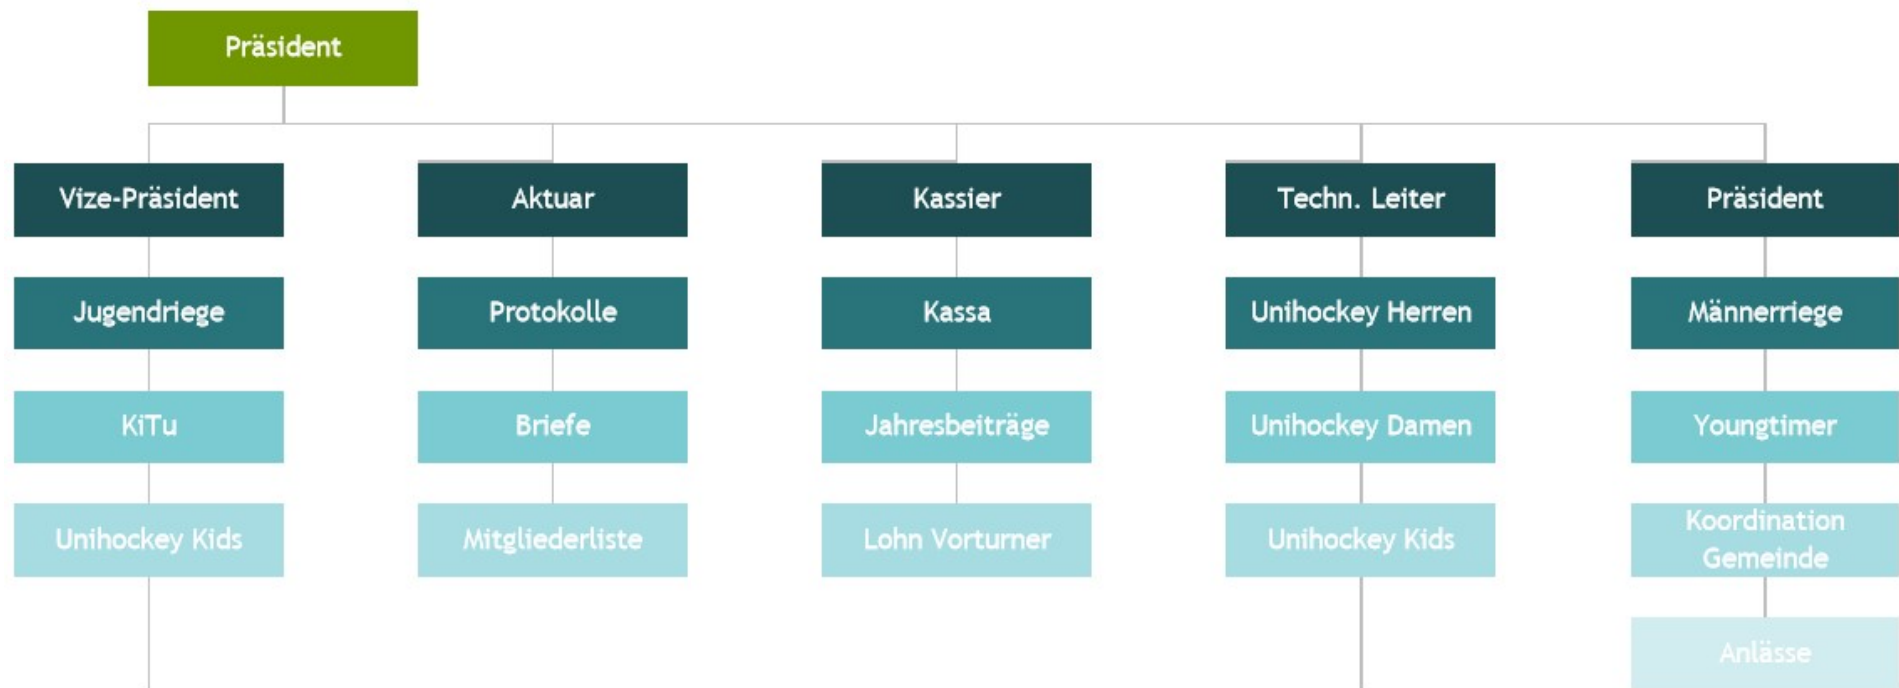 Präsident
Vize-Präsident
Aktuar
Kassier
Techn. Leiter
Präsident
Jugendriege
Protokolle
Kassa
Unihockey Herren
Männerriege
KiTu
Briefe
Jahresbeiträge
Unihockey Damen
Youngtimer
Unihockey Kids
Mitgliederliste
Lohn Vorturner
Unihockey Kids
Koordination
Gemeinde
Anlässe